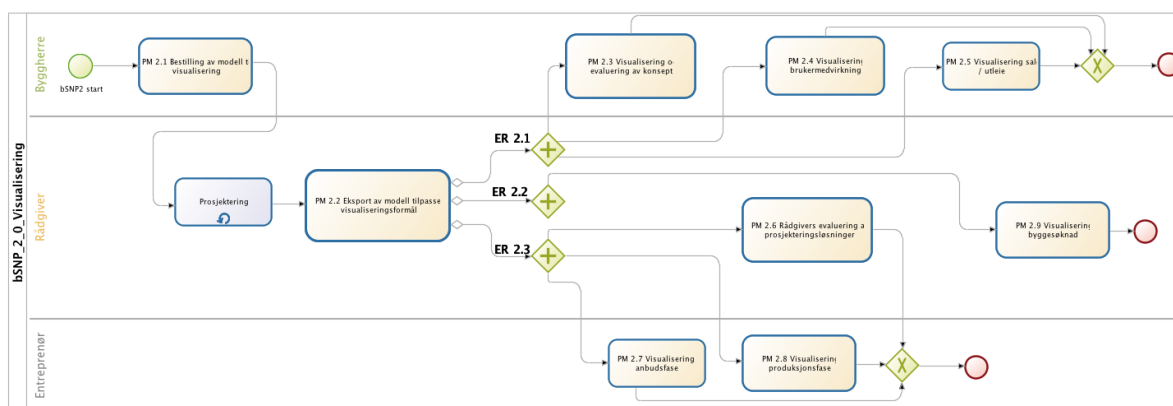 bSNP_2_0_Visualisering
Byggherre
bSNP2 start
PM 2.1 Bestilling av modell t
visualisering
PM 2.3 Visualisering o
evaluering av konsept
PM 2.4 Visualisering
brukermedvirkning
PM 2.5 Visualisering sal
/ utleie
Rådgiver
Prosjektering
PM 2.2 Eksport av modell tilpasse
visualiseringsformål
ER 2.1
ER 2.2
ER 2.3
PM 2.6 Rådgivers evaluering a
prosjekteringsløsninger
PM 2.9 Visualisering
byggesøknad
Entreprenør
PM 2.7 Visualisering
anbudsfase
PM 2.8 Visualisering
produksjonsfase